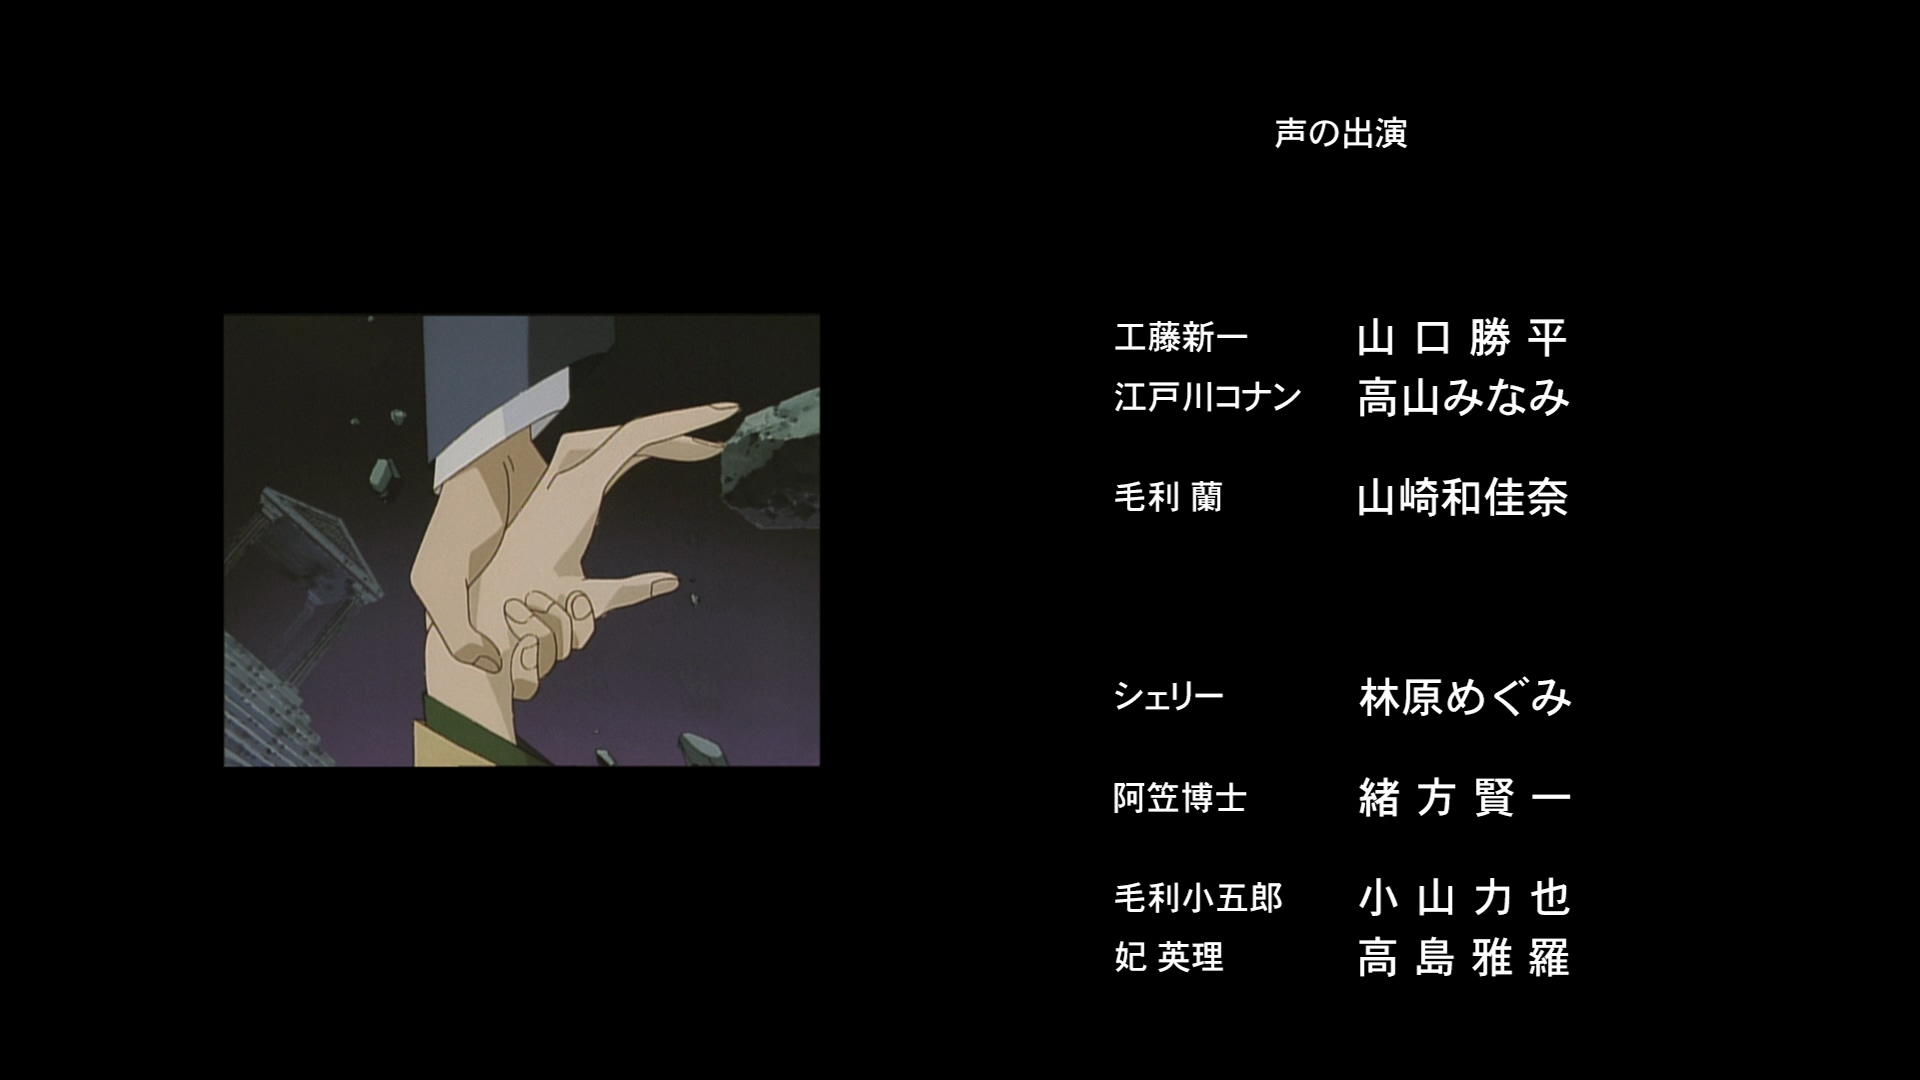 声の出演
工藤新一 山口勝平
江戸川コナン 高山みなみ
毛利 蘭 山崎和佳奈
シェリー 林原めぐみ
阿笠博士 緒方賢一
毛利小五郎 小山力也
妃 英理 高島雅羅